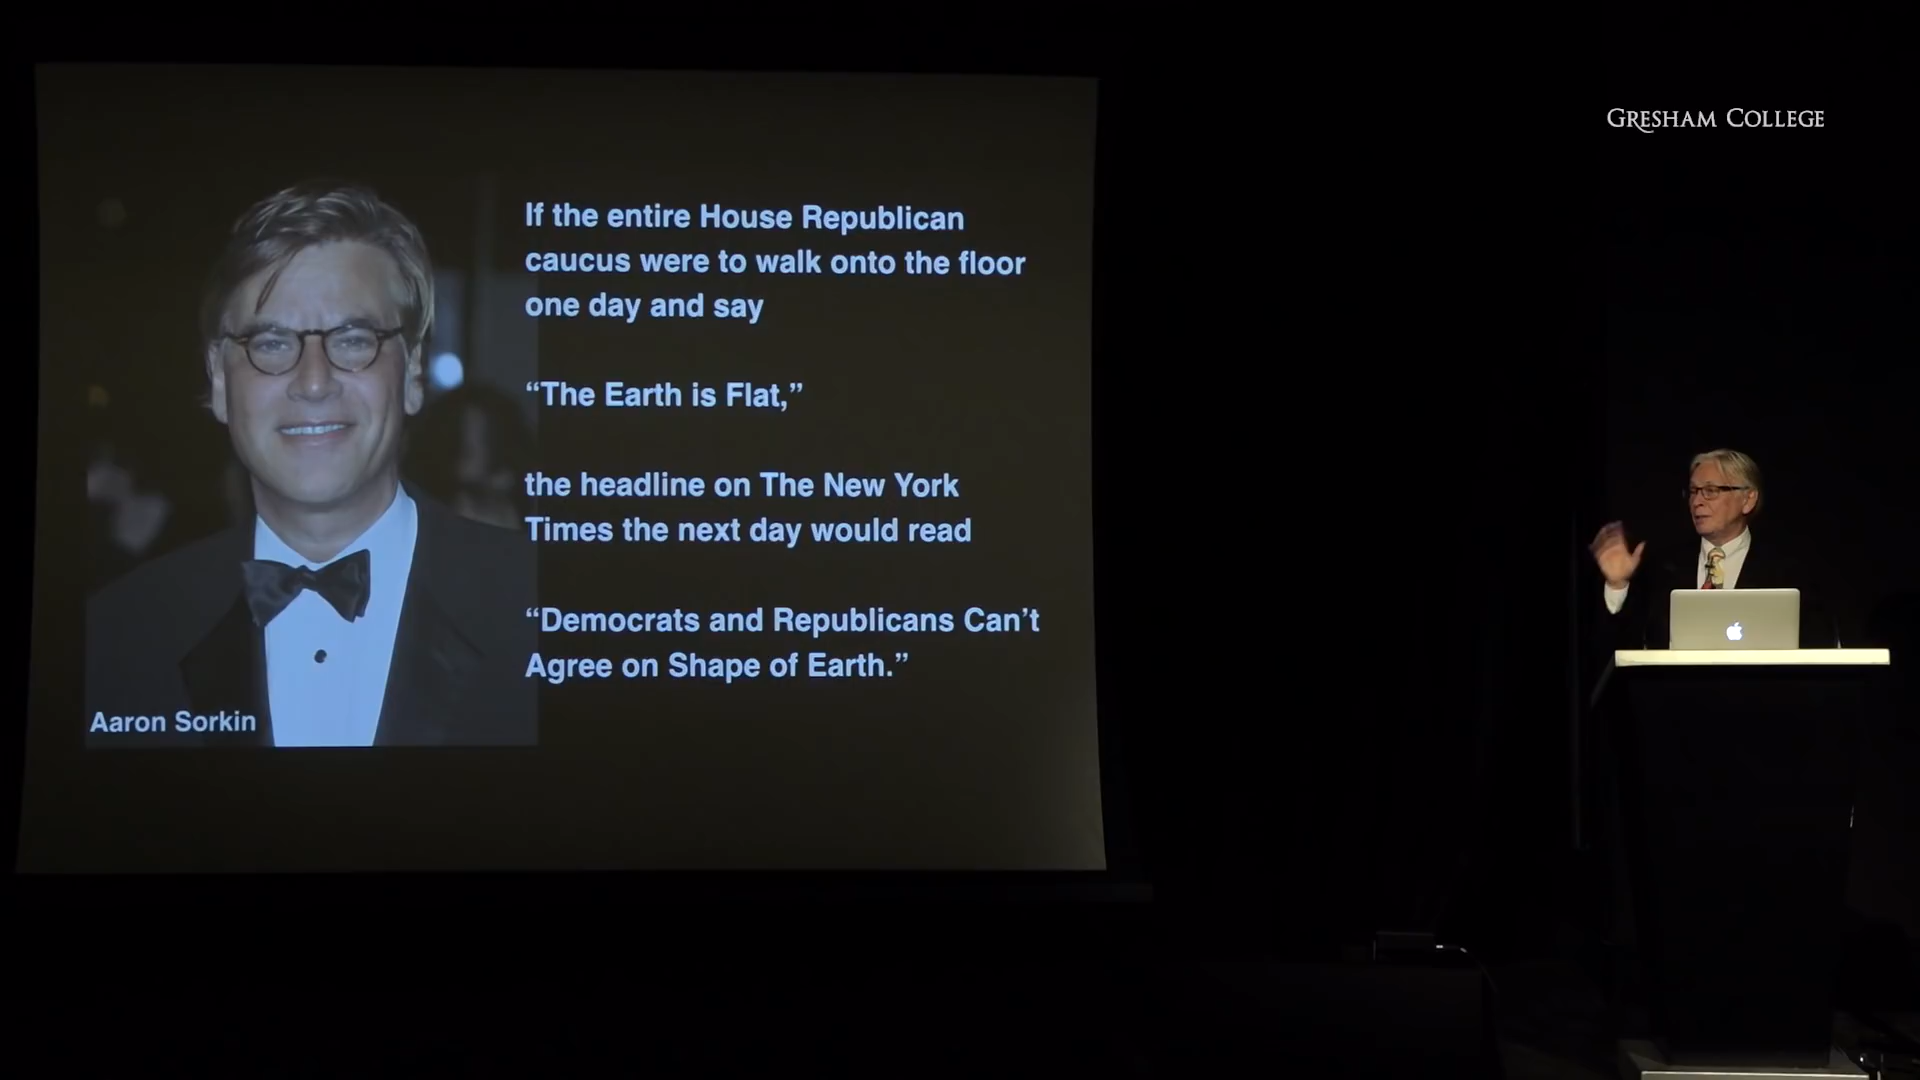 GRESHAM COLLEGE
If the entire House Republican
caucus were to walk onto the floor
one day and say
“The Earth is Flat,”
the headline on The New York
Times the next day would read
“Democrats and Republicans Can’t
Agree on Shape of Earth.”
Aaron Sorkin